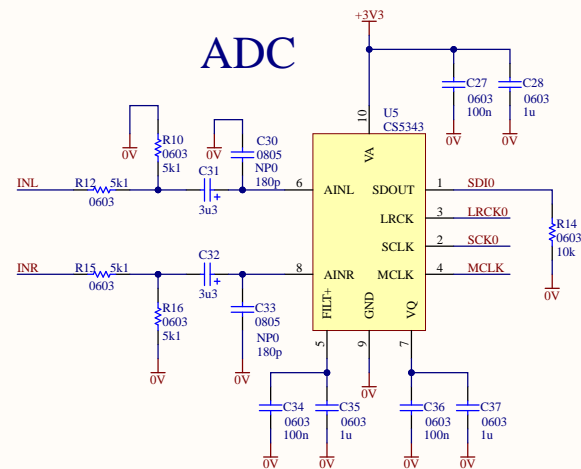 +3V3
ADC
C27
0603
100n
C28
0603
1u
0V
0V
U5
CS5343
10
VA
R10
0603
5k1
0V
0V
C30
0805
NP0
180p
C31
3u3
+
INL
R12
5k1
0603
6
AINL
SDOUT
1
SDI0
LRCK
3
LRCK0
SCLK
2
SCK0
MCLK
4
MCLK
R14
0603
10k
0V
INR
R15
5k1
0603
C32
3u3
+
8
AINR
R16
0603
5k1
0V
C33
0805
NP0
180p
0V
FILT+
GND
VQ
5
9
7
0V
C34
0603
100n
0V
C35
0603
1u
0V
C36
0603
100n
0V
C37
0603
1u
0V